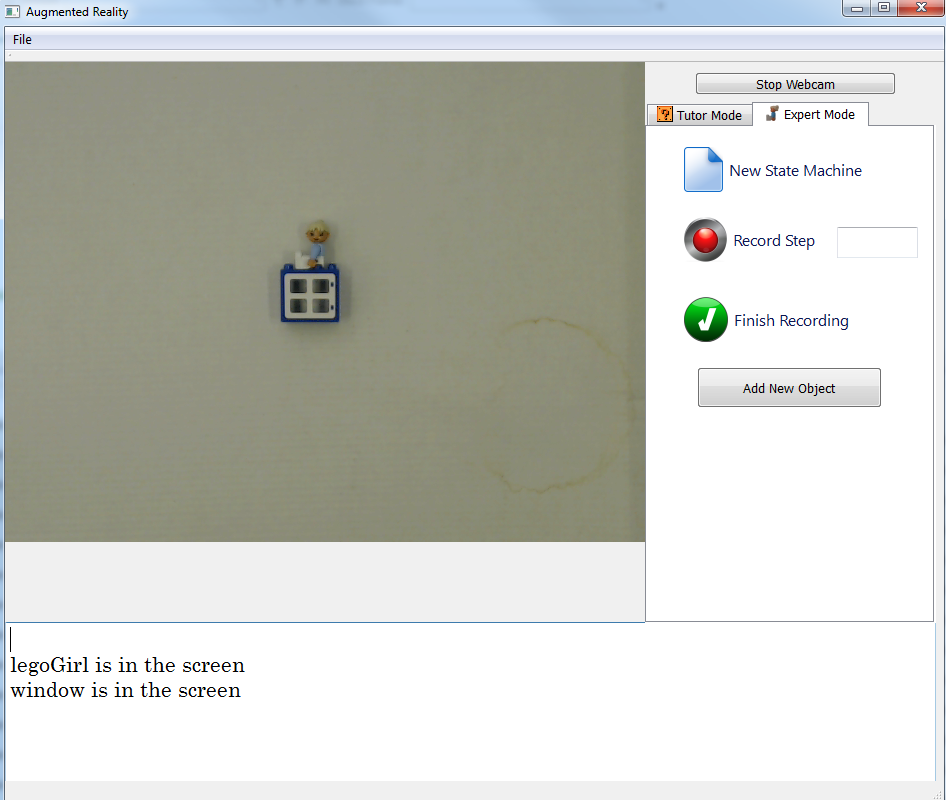 Augmented Reality
File
Stop Webcam
Tutor Mode
Expert Mode
New State Machine
Record Step
Finish Recording
Add New Object
legoGirl is in the screen
window is in the screen